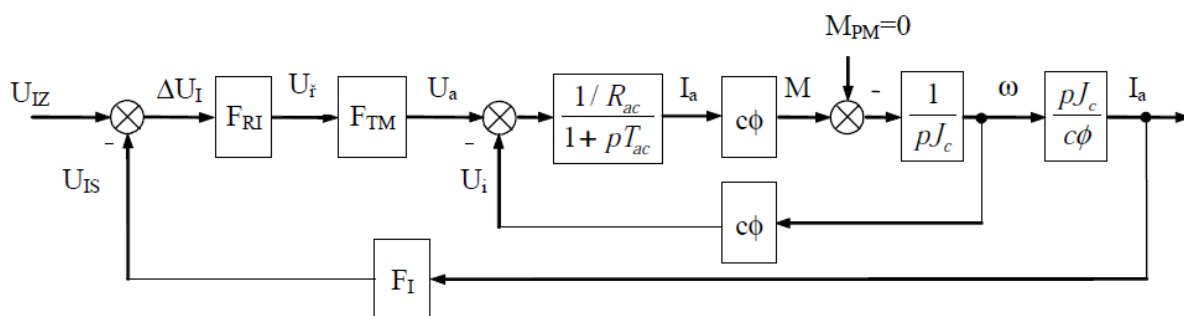 M_PM=0
U_IZ
ΔU_I
F_RI
U_ř
F_TM
U_a
1/ R_ac
1+ pT_ac
I_a
cϕ
M
-
1
pJ_c
ω
pJ_c
cϕ
I_a
-
U_IS
-
U_i
cϕ
F_I